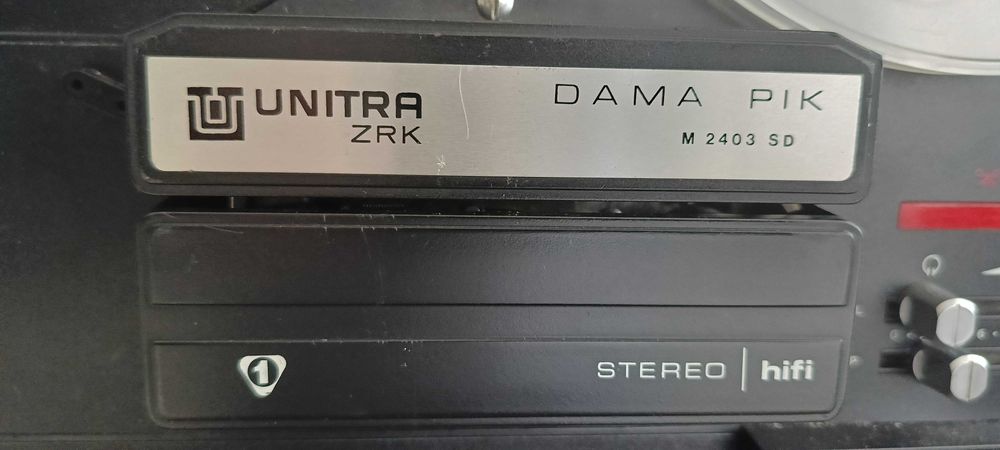 UNITRA
ZRK
DAMA PIK
M 2403 SD
1
STEREO | hifi